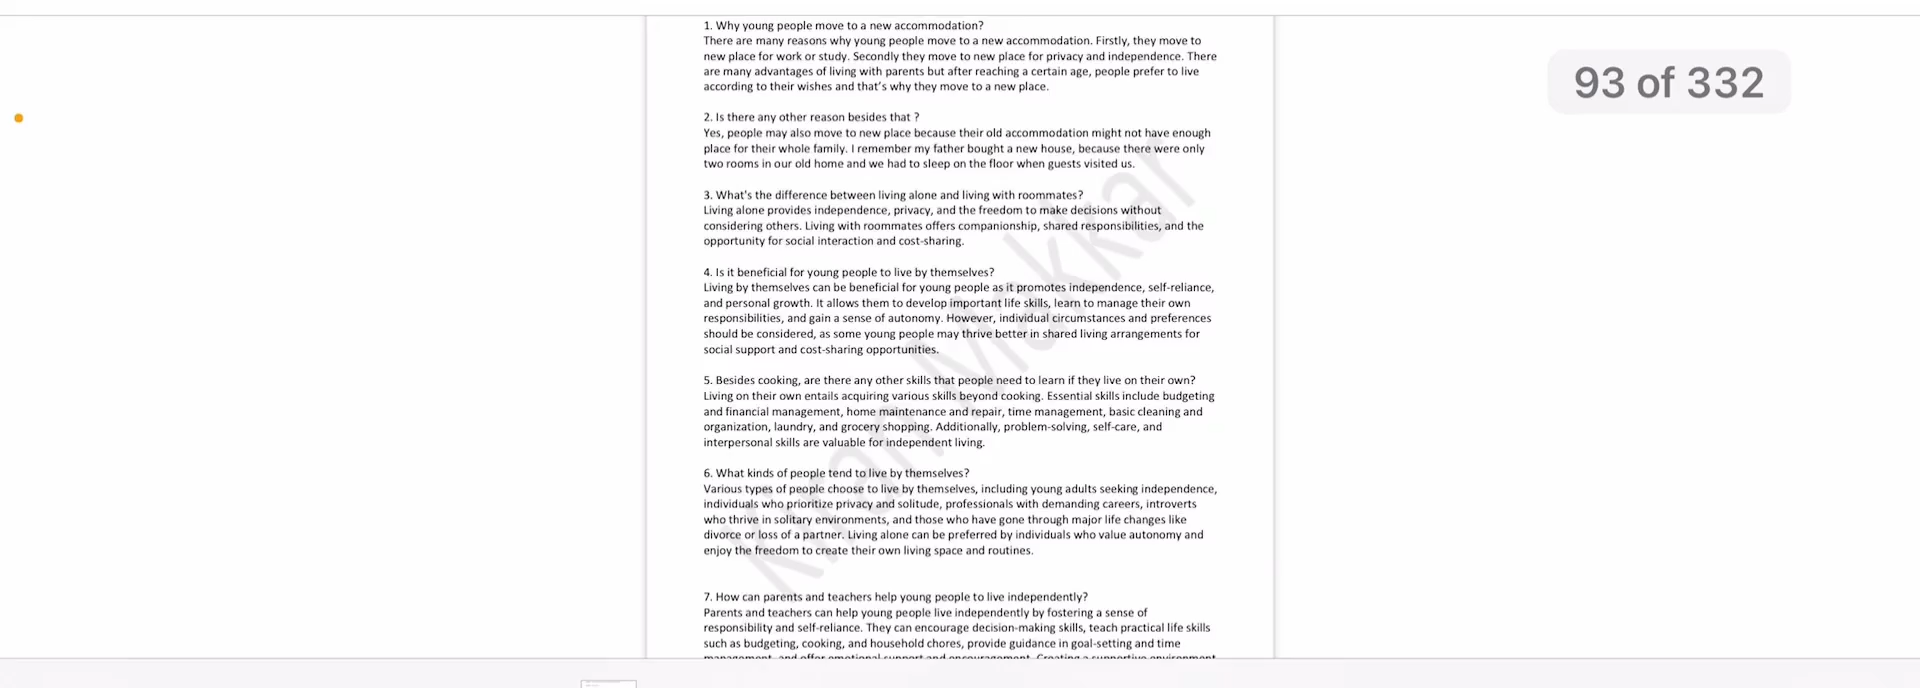 1. Why young people move to a new accommodation?
There are many reasons why young people move to a new accommodation. Firstly, they move to
new place for work or study. Secondly they move to new place for privacy and independence. There
are many advantages of living with parents but after reaching a certain age, people prefer to live
according to their wishes and that's why they move to a new place.
93 of 332
2. Is there any other reason besides that ?
Yes, people may also move to new place because their old accommodation might not have enough
place for their whole family. I remember my father bought a new house, because there were only
two rooms in our old home and we had to sleep on the floor when guests visited us.
3. What's the difference between living alone and living with roommates?
Living alone provides independence, privacy, and the freedom to make decisions without
considering others. Living with roommates offers companionship, shared responsibilities, and the
opportunity for social interaction and cost-sharing.
4. Is it beneficial for young people to live by themselves?
Living by themselves can be beneficial for young people as it promotes independence, self-reliance,
and personal growth. It allows them to develop important life skills, learn to manage their own
responsibilities, and gain a sense of autonomy. However, individual circumstances and preferences
should be considered, as some young people may thrive better in shared living arrangements for
social support and cost-sharing opportunities.
5. Besides cooking, are there any other skills that people need to learn if they live on their own?
Living on their own entails acquiring various skills beyond cooking. Essential skills include budgeting
and financial management, home maintenance and repair, time management, basic cleaning and
organization, laundry, and grocery shopping. Additionally, problem-solving, self-care, and
interpersonal skills are valuable for independent living.
6. What kinds of people tend to live by themselves?
Various types of people choose to live by themselves, including young adults seeking independence,
individuals who prioritize privacy and solitude, professionals with demanding careers, introverts
who thrive in solitary environments, and those who have gone through major life changes like
divorce or loss of a partner. Living alone can be preferred by individuals who value autonomy and
enjoy the freedom to create their own living space and routines.
7. How can parents and teachers help young people to live independently?
Parents and teachers can help young people live independently by fostering a sense of
responsibility and self-reliance. They can encourage decision-making skills, teach practical life skills
such as budgeting, cooking, and household chores, provide guidance in goal-setting and time
management, and offer emotional support and encouragement. Creating a supportive environment
Kiran Makkar